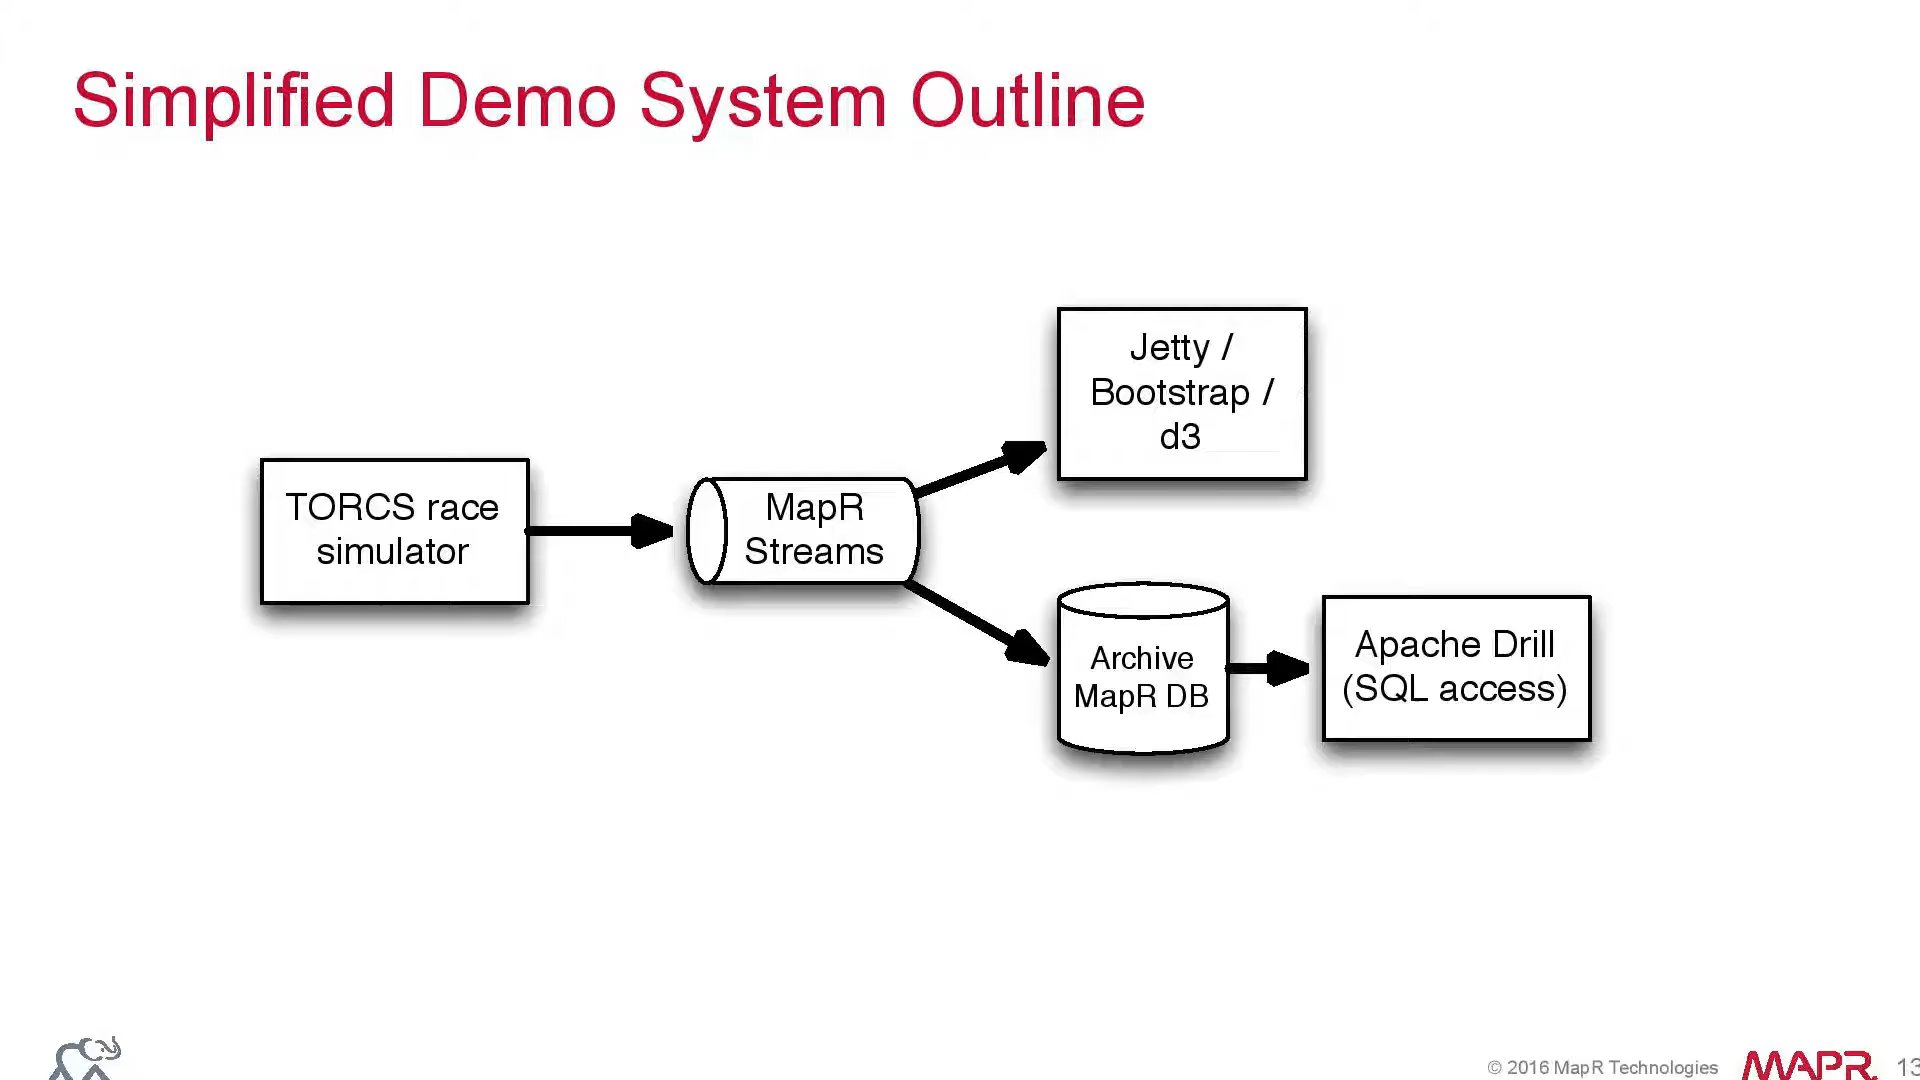 Simplified Demo System Outline
Jetty /
Bootstrap /
d3
TORCS race
simulator
MapR
Streams
Archive
MapR DB
Apache Drill
(SQL access)
© 2016 MapR Technologies
MAPR
13